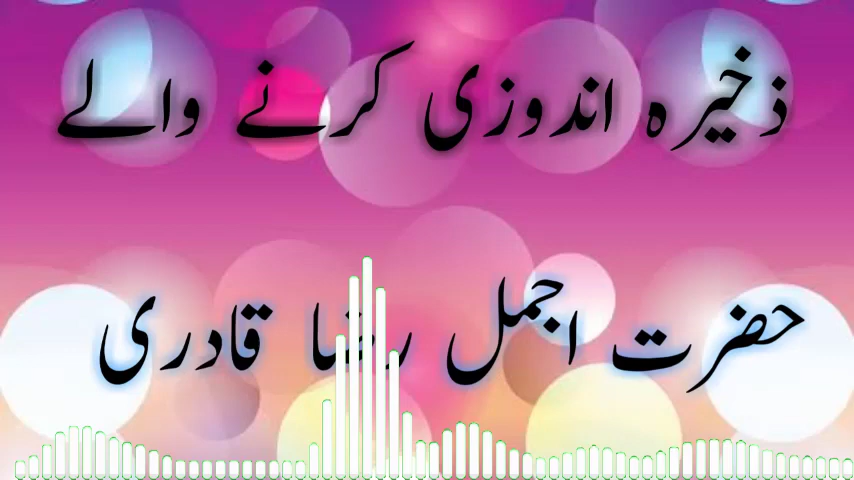 ذخیرہ اندوزی کرنے والے
حضرت اجمل رضا قادری